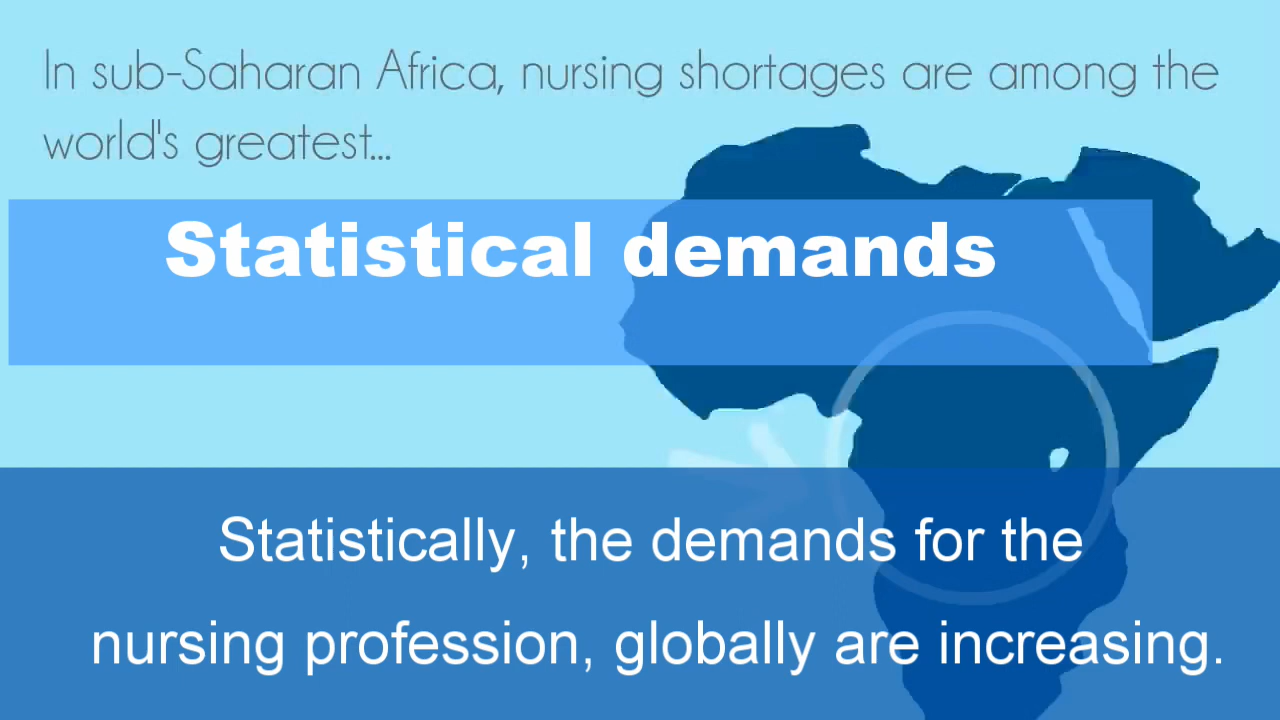 In sub-Saharan Africa, nursing shortages are among the
world's greatest...
Statistical demands
Statistically, the demands for the
nursing profession, globally are increasing.